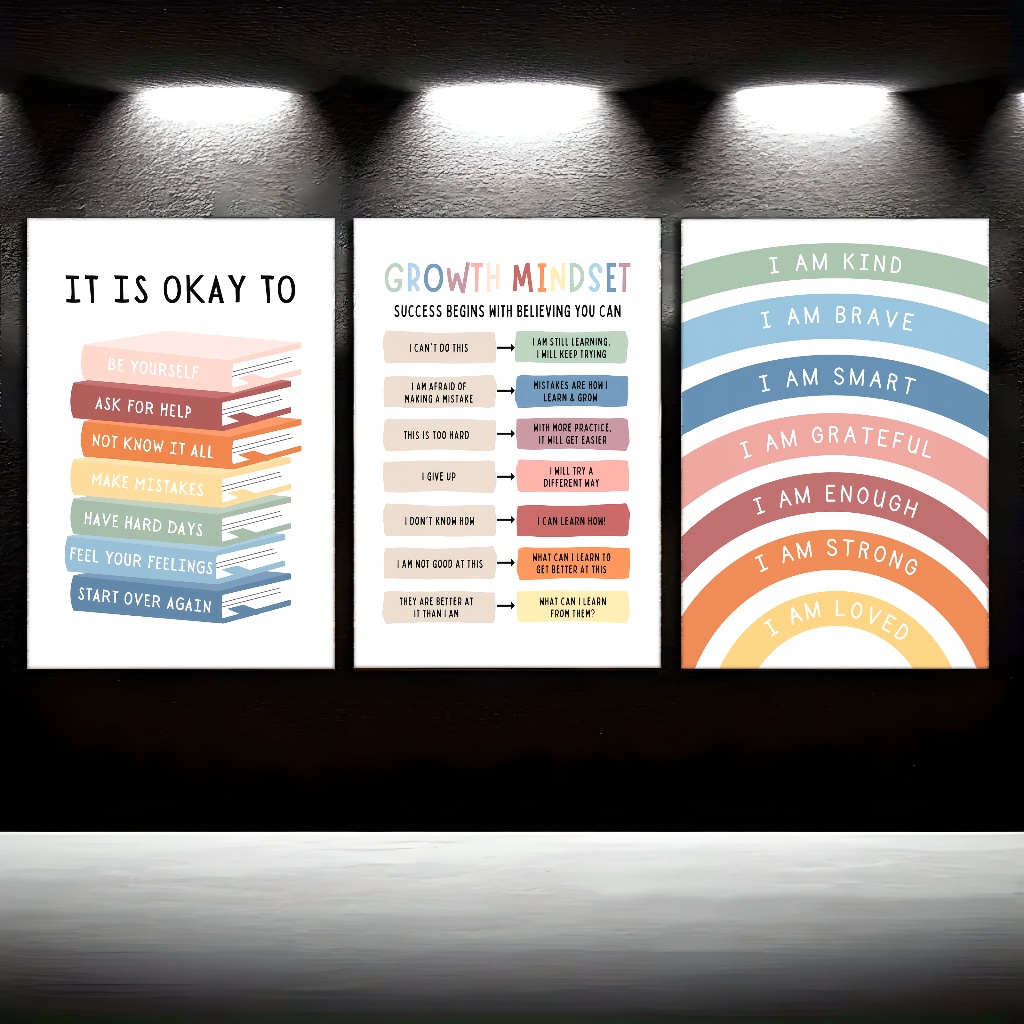 IT IS OKAY TO
BE YOURSELF
ASK FOR HELP
NOT KNOW IT ALL
MAKE MISTAKES
HAVE HARD DAYS
FEEL YOUR FEELINGS
START OVER AGAIN
GROWTH MINDSET
SUCCESS BEGINS WITH BELIEVING YOU CAN
I CAN'T DO THIS
I AM STILL LEARNING.
I WILL KEEP TRYING
I AM AFRAID OF
MAKING A MISTAKE
MISTAKES ARE HOW I
LEARN & GROW
THIS IS TOO HARD
WITH MORE PRACTICE,
IT WILL GET EASIER
I GIVE UP
I WILL TRY A
DIFFERENT WAY
I DON'T KNOW HOW
I CAN LEARN HOW!
I AM NOT GOOD AT THIS
WHAT CAN I LEARN TO
GET BETTER AT THIS
THEY ARE BETTER AT
IT THAN I AM
WHAT CAN I LEARN
FROM THEM?
I AM KIND
I AM BRAVE
I AM SMART
I AM GRATEFUL
I AM ENOUGH
I AM STRONG
I AM LOVED